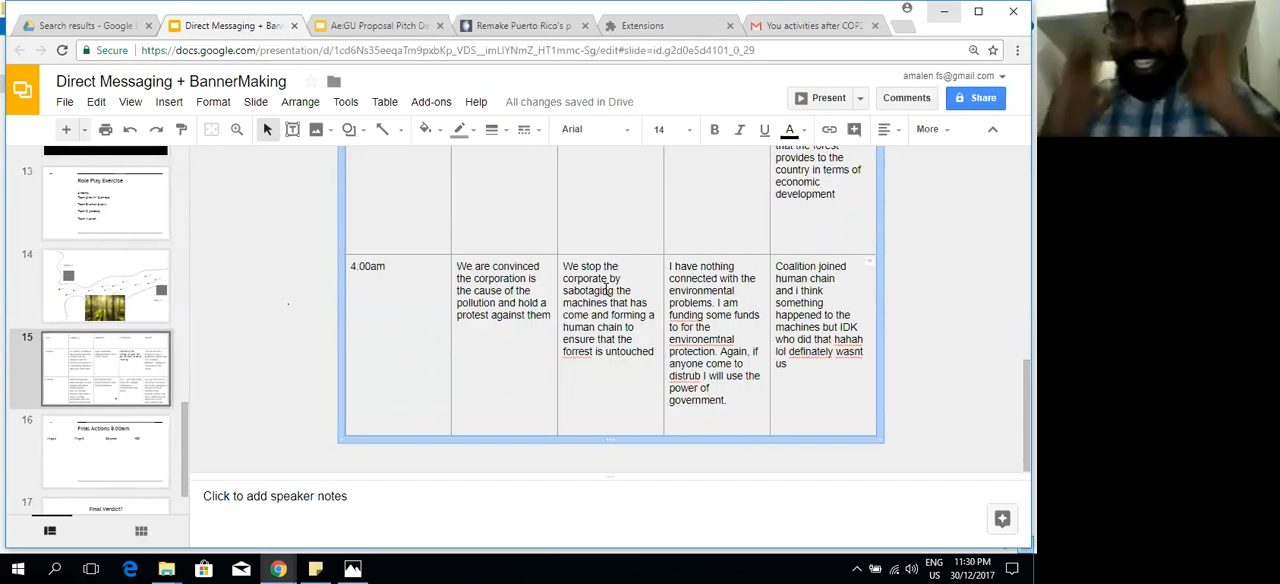 Search results - Google
Direct Messaging + Ban
Ae:GU Proposal Pitch De
Remake Puerto Rico's p
Extensions
You activities after COP2
Secure
https://docs.google.com/presentation/d/1cd6Ns35eeqaTm9pxbKp_VDS__imLIYNmZ_HT1mmc-Sg/edit#slide=id.g2d0e5d4101_0_29
Direct Messaging + BannerMaking
amalen.fs@gmail.com
File Edit View Insert Format Slide Arrange Tools Table Add-ons Help All changes saved in Drive
Present
Comments
Share
Arial
14
B I U A
More
13
Role Play Exercise
14
15
16
Final Actions 8.00am
17
Final Verdict?
that the forest
provides to the
country in terms of
economic
development
4.00am
We are convinced
the corporation is
the cause of the
pollution and hold a
protest against them
We stop the
corporate by
sabotaging the
machines that has
come and forming a
human chain to
ensure that the
forrest is untouched
I have nothing
connected with the
environmental
problems. I am
funding some funds
to for the
environemtnal
protection. Again, if
anyone come to
distrub I will use the
power of
government.
Coalition joined
human chain
and i think
something
happened to the
machines but IDK
who did that hahah
lol definately wasnt
us
Click to add speaker notes
ENG
US
11:30 PM
30/12/2017